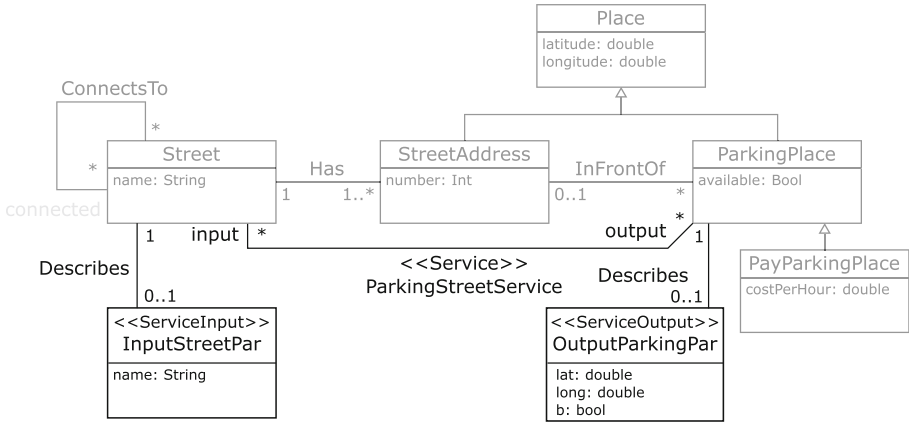 Place
latitude: double
longitude: double
ConnectsTo
*
*
connected
Street
name: String
Has
1
1..*
StreetAddress
number: Int
InFrontOf
0..1
*
ParkingPlace
available: Bool
1
input
*
output
*
1
<<Service>>
ParkingStreetService
Describes
0..1
Describes
0..1
PayParkingPlace
costPerHour: double
<<ServiceInput>>
InputStreetPar
name: String
<<ServiceOutput>>
OutputParkingPar
lat: double
long: double
b: bool